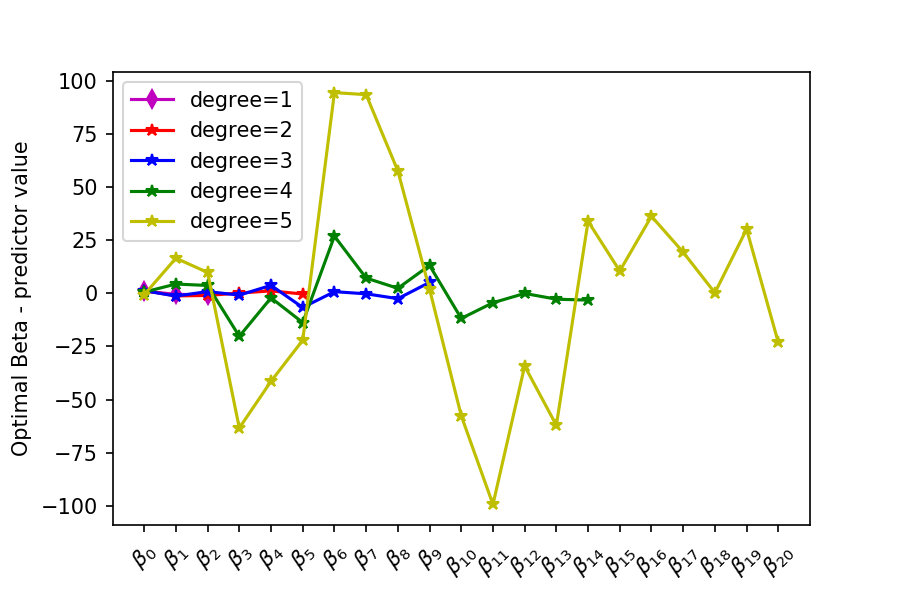 Optimal Beta - predictor value
100
75
50
25
0
−25
−50
−75
−100
degree=1
degree=2
degree=3
degree=4
degree=5
β₀ β₁ β₂ β₃ β₄ β₅ β₆ β₇ β₈ β₉ β₁₀ β₁₁ β₁₂ β₁₃ β₁₄ β₁₅ β₁₆ β₁₇ β₁₈ β₁₉ β₂₀